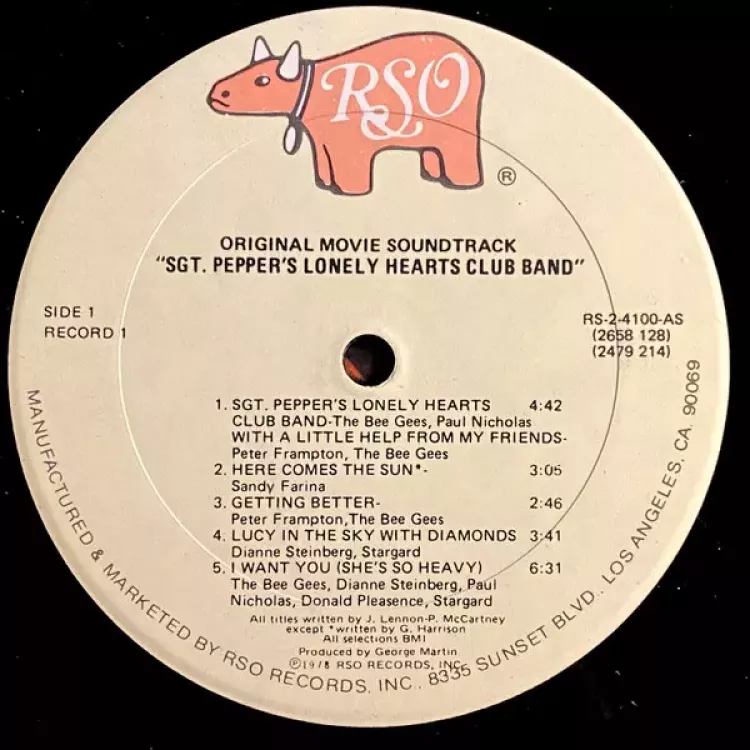 RSO
®
ORIGINAL MOVIE SOUNDTRACK
"SGT. PEPPER'S LONELY HEARTS CLUB BAND"
SIDE 1
RECORD 1
RS-2-4100-AS
(2658 128)
(2479 214)
1. SGT. PEPPER'S LONELY HEARTS 4:42
CLUB BAND-The Bee Gees, Paul Nicholas
WITH A LITTLE HELP FROM MY FRIENDS-
Peter Frampton, The Bee Gees
2. HERE COMES THE SUN*- 3:05
Sandy Farina
3. GETTING BETTER- 2:46
Peter Frampton,The Bee Gees
4. LUCY IN THE SKY WITH DIAMONDS 3:41
Dianne Steinberg, Stargard
5. I WANT YOU (SHE'S SO HEAVY) 6:31
The Bee Gees, Dianne Steinberg, Paul
Nicholas, Donald Pleasence, Stargard
All titles written by J. Lennon-P. McCartney
except *written by G. Harrison
All selections BMI
Produced by George Martin
℗1978 RSO RECORDS, INC.
MANUFACTURED & MARKETED BY RSO RECORDS, INC., 8335 SUNSET BLVD., LOS ANGELES, CA. 90069